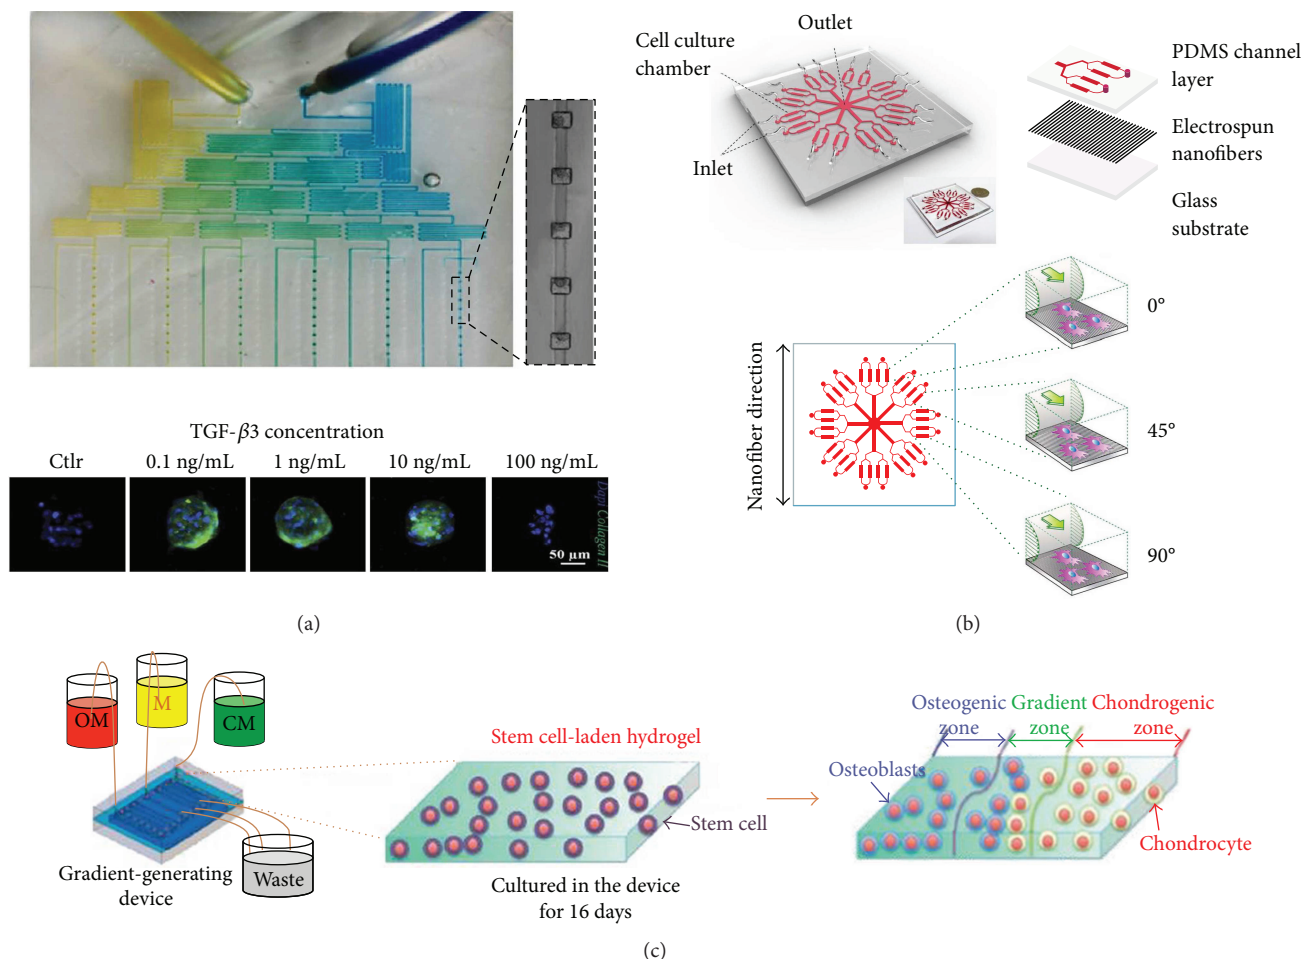 TGF-β3 concentration
Ctlr 0.1 ng/mL 1 ng/mL 10 ng/mL 100 ng/mL
Dapi Collagen II
50 µm
(a)
Outlet
Cell culture
chamber
Inlet
PDMS channel
layer
Electrospun
nanofibers
Glass
substrate
Nanofiber direction
0°
45°
90°
(b)
OM
M
CM
Gradient-generating
device
Waste
Stem cell-laden hydrogel
Stem cell
Cultured in the device
for 16 days
Osteogenic
zone
Gradient
zone
Chondrogenic
zone
Osteoblasts
Chondrocyte
(c)